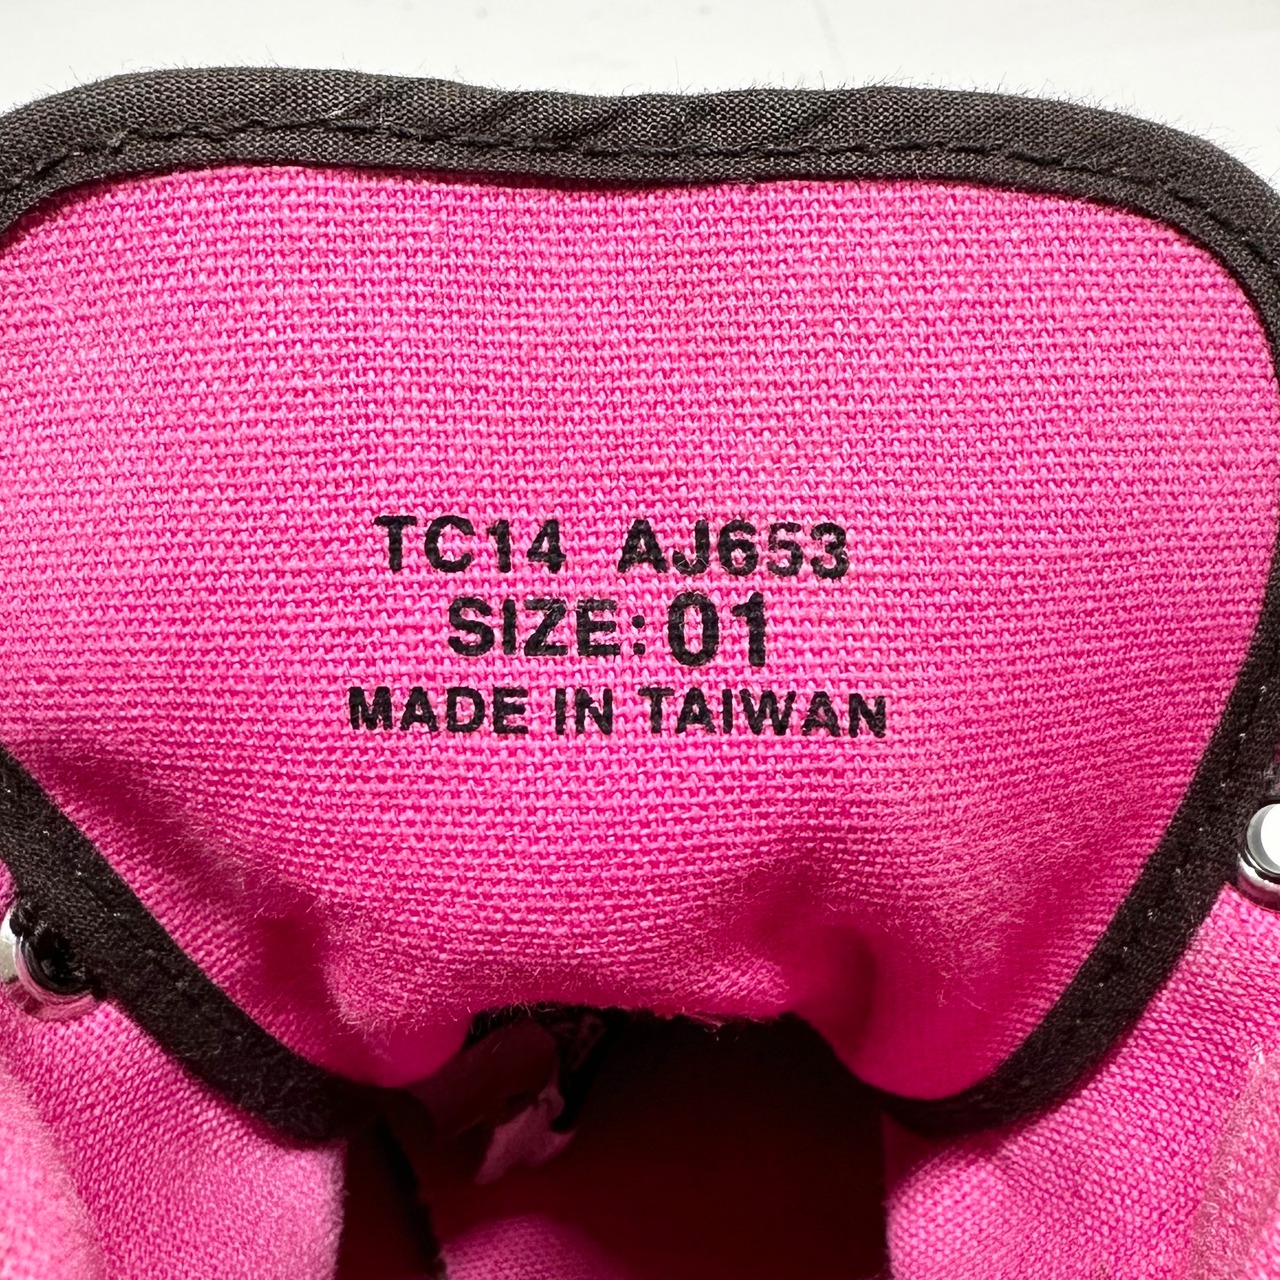 TC14 AJ653
SIZE: 01
MADE IN TAIWAN